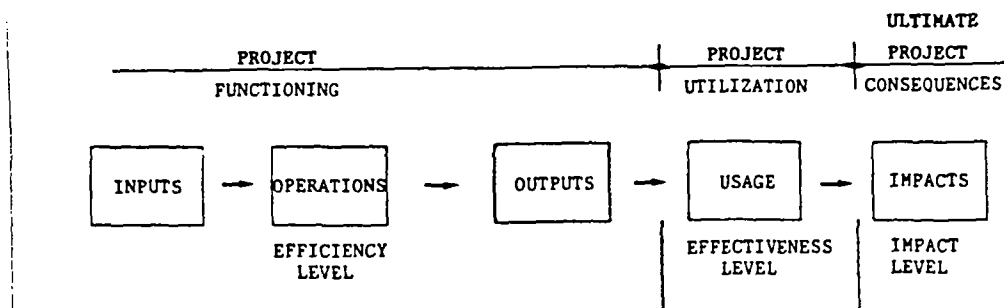 ULTIMATE
PROJECT PROJECT PROJECT
FUNCTIONING UTILIZATION CONSEQUENCES
INPUTS OPERATIONS OUTPUTS USAGE IMPACTS
EFFICIENCY EFFECTIVENESS IMPACT
LEVEL LEVEL LEVEL